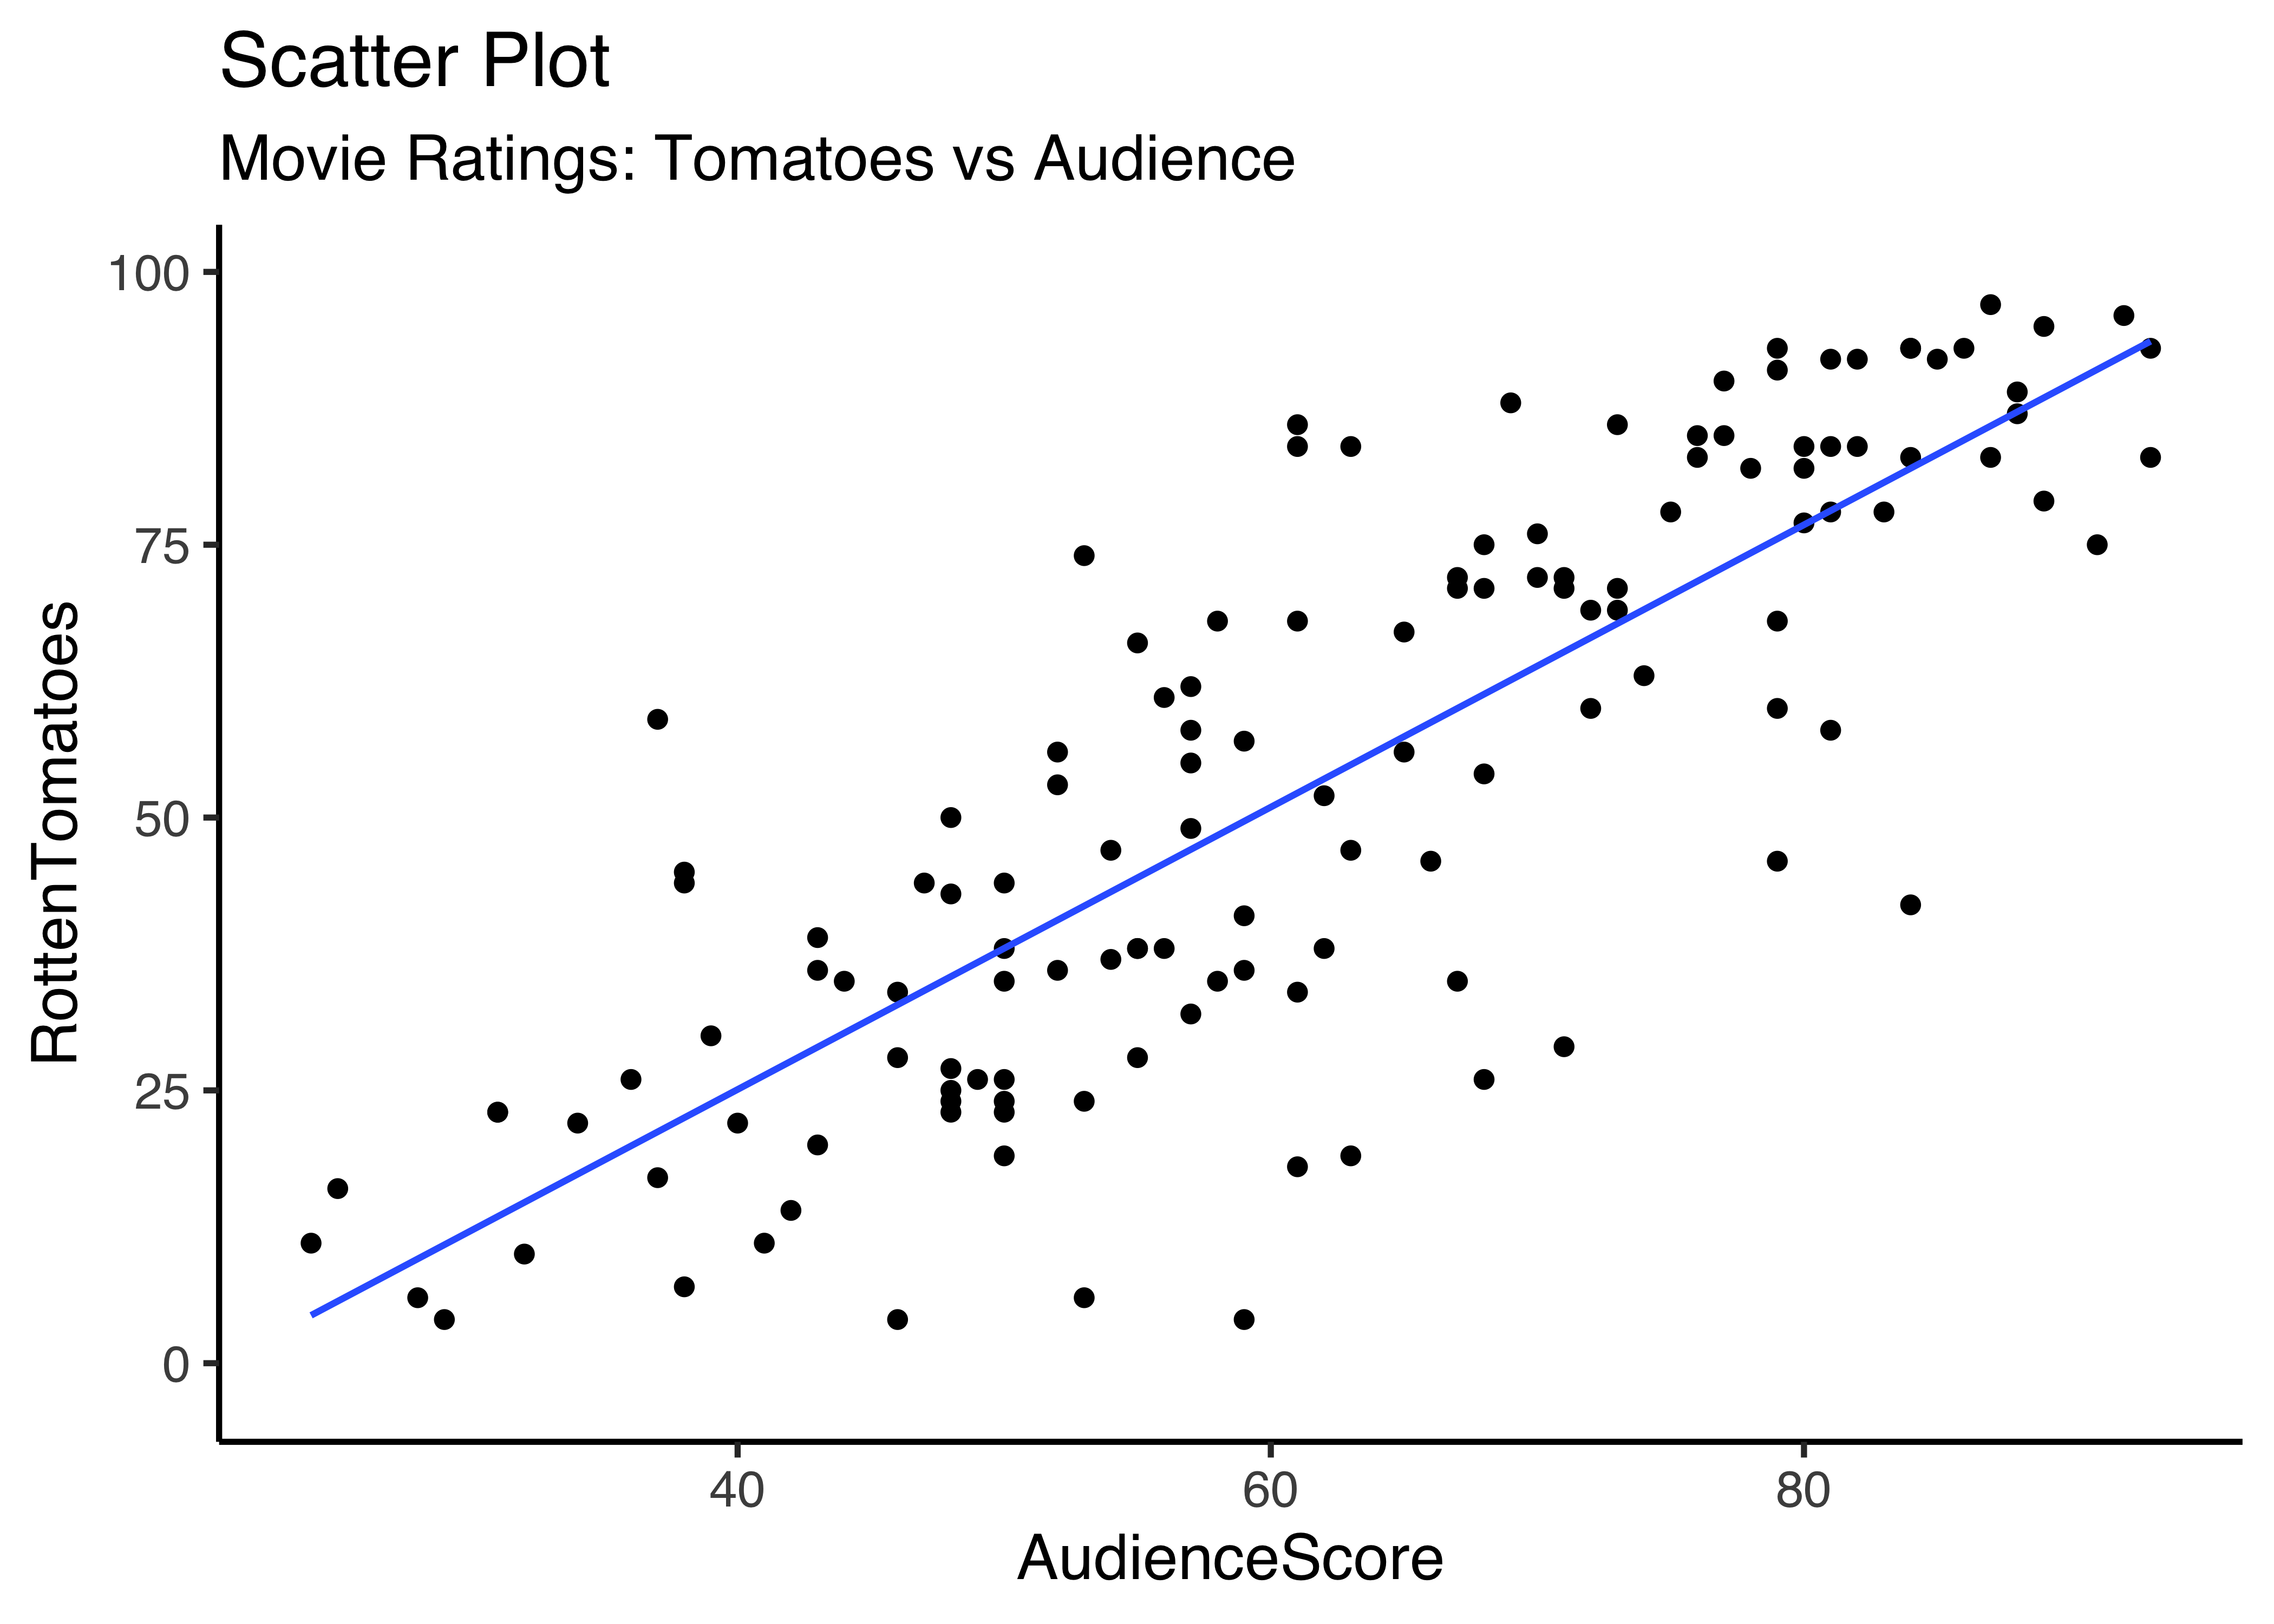 Scatter Plot
Movie Ratings: Tomatoes vs Audience
100
75
50
25
0
RottenTomatoes
40 60 80
AudienceScore